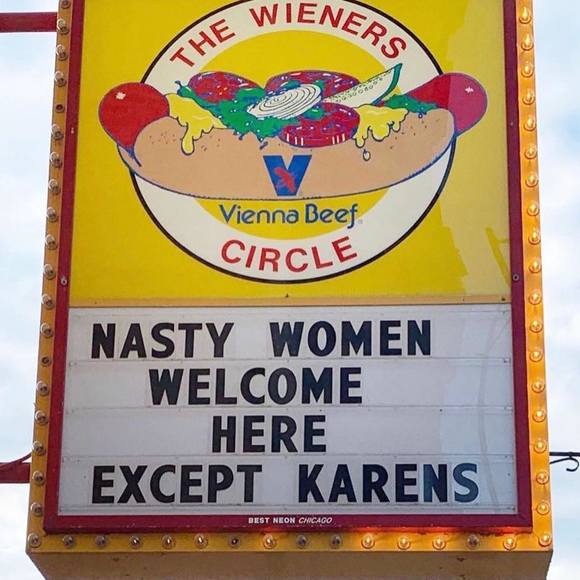 THE WIENERS
V
Vienna Beef®
CIRCLE
NASTY WOMEN
WELCOME
HERE
EXCEPT KARENS
BEST NEON CHICAGO